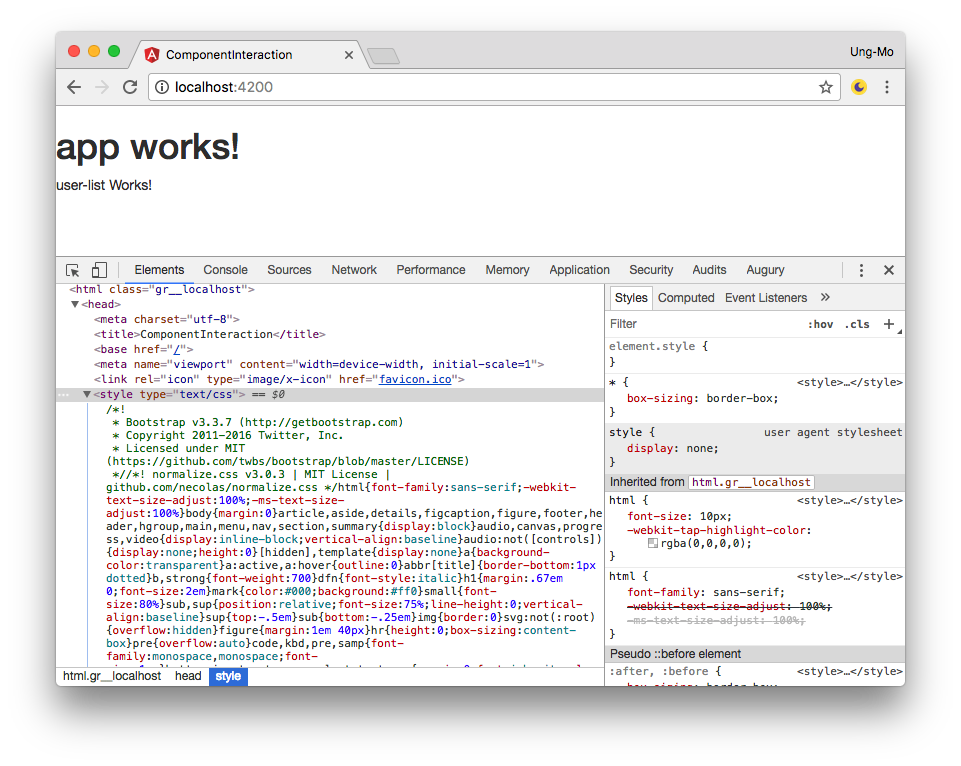 ComponentInteraction
Ung-Mo
localhost:4200
app works!
user-list Works!
Elements Console Sources Network Performance Memory Application Security Audits Augury
<html class="gr__localhost">
<head>
<meta charset="utf-8">
<title>ComponentInteraction</title>
<base href="/">
<meta name="viewport" content="width=device-width, initial-scale=1">
<link rel="icon" type="image/x-icon" href="favicon.ico">
<style type="text/css"> == $0
/*!
* Bootstrap v3.3.7 (http://getbootstrap.com)
* Copyright 2011-2016 Twitter, Inc.
* Licensed under MIT
(https://github.com/twbs/bootstrap/blob/master/LICENSE)
*//*! normalize.css v3.0.3 | MIT License |
github.com/necolas/normalize.css */html{font-family:sans-serif;-webkit-
text-size-adjust:100%;-ms-text-size-
adjust:100%}body{margin:0}article,aside,details,figcaption,figure,footer,he
ader,hgroup,main,menu,nav,section,summary{display:block}audio,canvas,progre
ss,video{display:inline-block;vertical-align:baseline}audio:not([controls])
{display:none;height:0}[hidden],template{display:none}a{background-
color:transparent}a:active,a:hover{outline:0}abbr[title]{border-bottom:1px
dotted}b,strong{font-weight:700}dfn{font-style:italic}h1{margin:.67em
0;font-size:2em}mark{color:#000;background:#ff0}small{font-
size:80%}sub,sup{position:relative;font-size:75%;line-height:0;vertical-
align:baseline}sup{top:-.5em}sub{bottom:-.25em}img{border:0}svg:not(:root)
{overflow:hidden}figure{margin:1em 40px}hr{height:0;box-sizing:content-
box}pre{overflow:auto}code,kbd,pre,samp{font-
family:monospace,monospace;font-
html.gr__localhost head style
Styles Computed Event Listeners »
Filter :hov .cls +
element.style {
}
* { <style>…</style>
box-sizing: border-box;
}
style { user agent stylesheet
display: none;
}
Inherited from html.gr__localhost
html { <style>…</style>
font-size: 10px;
-webkit-tap-highlight-color:
rgba(0,0,0,0);
}
html { <style>…</style>
font-family: sans-serif;
-webkit-text-size-adjust: 100%;
-ms-text-size-adjust: 100%;
}
Pseudo ::before element
:after, :before { <style>…</style>
box-sizing: border-box;